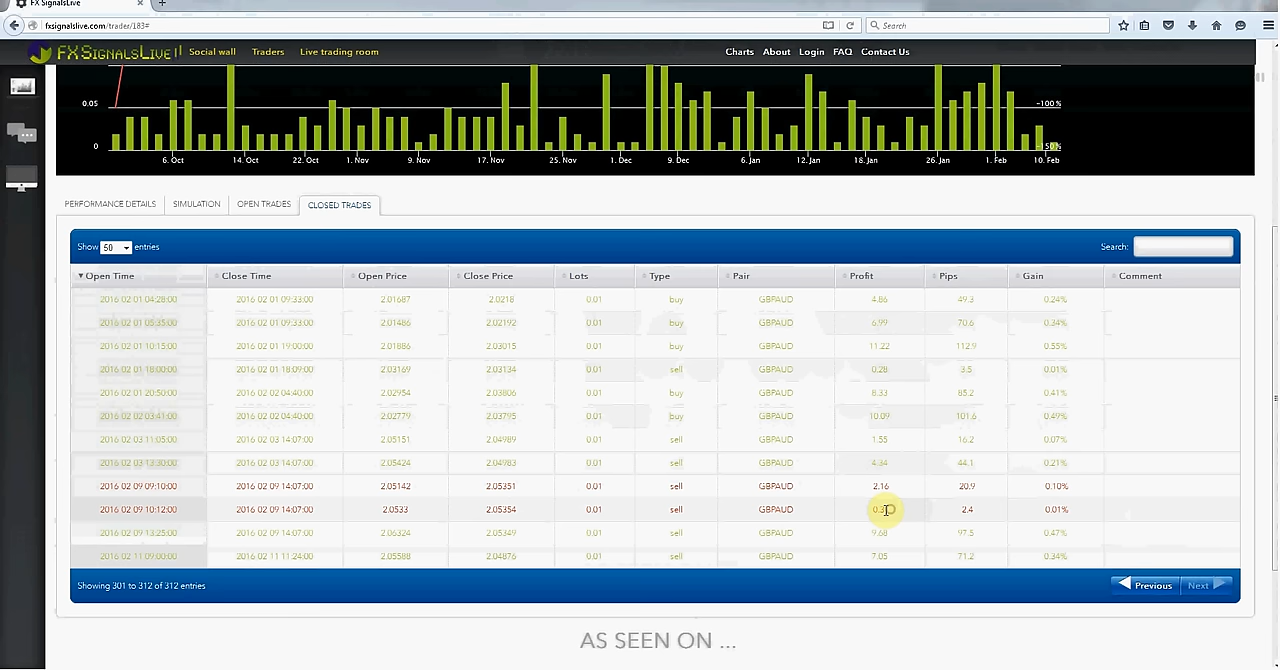 FX SignalsLive
fxsignalslive.com/trader/183#
Search
FXSIGNALSLIVE
Social wall Traders Live trading room Charts About Login FAQ Contact Us
0.05 -100 %
0 -150 %
6. Oct 14. Oct 22. Oct 1. Nov 9. Nov 17. Nov 25. Nov 1. Dec 9. Dec 6. Jan 12. Jan 18. Jan 26. Jan 1. Feb 10. Feb
PERFORMANCE DETAILS SIMULATION OPEN TRADES CLOSED TRADES
Show 50 entries Search:
Open Time Close Time Open Price Close Price Lots Type Pair Profit Pips Gain Comment
2016 02 01 04:28:00 2016 02 01 09:33:00 2.01687 2.0218 0.01 buy GBPAUD 4.86 49.3 0.24%
2016 02 01 05:35:00 2016 02 01 09:33:00 2.01486 2.02192 0.01 buy GBPAUD 6.99 70.6 0.34%
2016 02 01 10:15:00 2016 02 01 19:00:00 2.01886 2.03015 0.01 buy GBPAUD 11.22 112.9 0.55%
2016 02 01 18:00:00 2016 02 01 18:09:00 2.03169 2.03134 0.01 sell GBPAUD 0.28 3.5 0.01%
2016 02 01 20:50:00 2016 02 02 04:40:00 2.02954 2.03806 0.01 buy GBPAUD 8.33 85.2 0.41%
2016 02 02 03:41:00 2016 02 02 04:40:00 2.02779 2.03795 0.01 buy GBPAUD 10.09 101.6 0.49%
2016 02 03 11:05:00 2016 02 03 14:07:00 2.05151 2.04989 0.01 sell GBPAUD 1.55 16.2 0.07%
2016 02 03 13:30:00 2016 02 03 14:07:00 2.05424 2.04983 0.01 sell GBPAUD 4.34 44.1 0.21%
2016 02 09 09:10:00 2016 02 09 14:07:00 2.05142 2.05351 0.01 sell GBPAUD 2.16 20.9 0.10%
2016 02 09 10:12:00 2016 02 09 14:07:00 2.0533 2.05354 0.01 sell GBPAUD 2.4 0.01%
2016 02 09 13:25:00 2016 02 09 14:07:00 2.06324 2.05349 0.01 sell GBPAUD 9.68 97.5 0.47%
2016 02 11 09:00:00 2016 02 11 11:24:00 2.05588 2.04876 0.01 sell GBPAUD 7.05 71.2 0.34%
Showing 301 to 312 of 312 entries Previous Next
AS SEEN ON ...